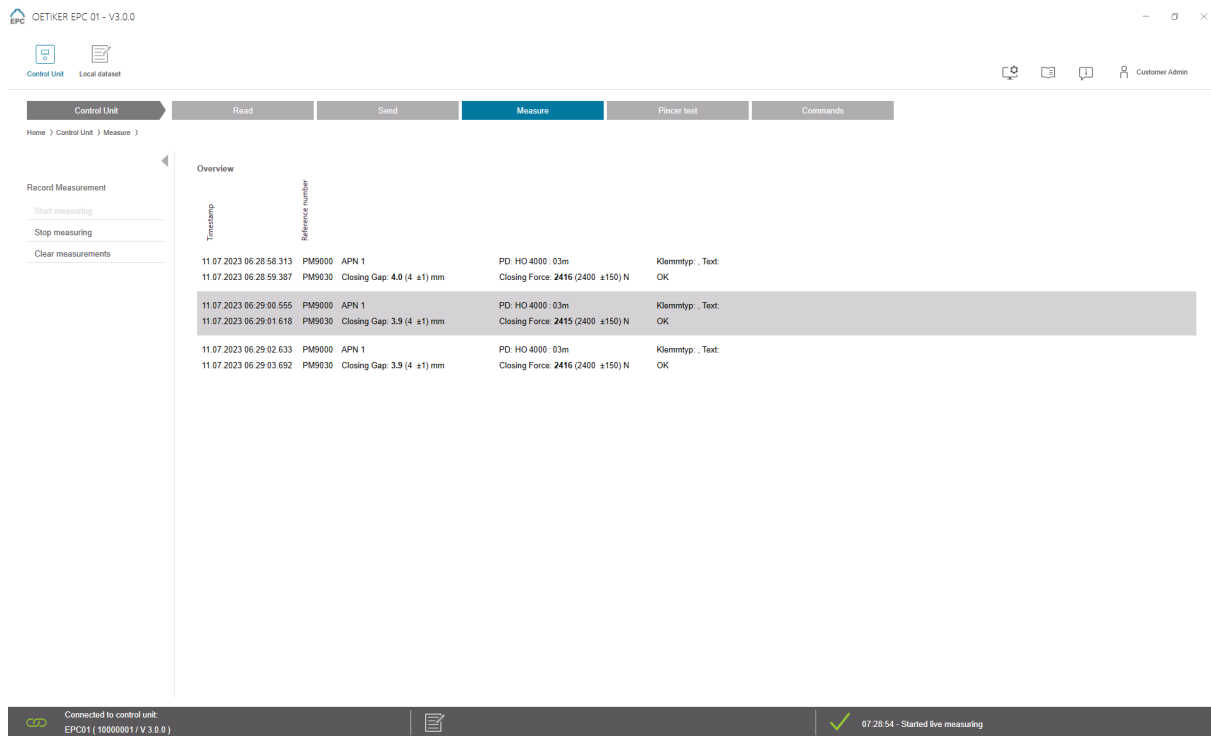 EPC OETIKER EPC 01 - V3.0.0
Control Unit Local dataset
Customer Admin
Control Unit Read Send Measure Pincer test Commands
Home > Control Unit > Measure >
Overview
Record Measurement
Start measuring
Stop measuring
Clear measurements
Timestamp
Reference number
11.07.2023 06:28:58.313 PM9000 APN 1 PD: HO 4000 : 03m Klemmtyp: , Text:
11.07.2023 06:28:59.387 PM9030 Closing Gap: 4.0 (4 ±1) mm Closing Force: 2416 (2400 ±150) N OK
11.07.2023 06:29:00.555 PM9000 APN 1 PD: HO 4000 : 03m Klemmtyp: , Text:
11.07.2023 06:29:01.618 PM9030 Closing Gap: 3.9 (4 ±1) mm Closing Force: 2415 (2400 ±150) N OK
11.07.2023 06:29:02.633 PM9000 APN 1 PD: HO 4000 : 03m Klemmtyp: , Text:
11.07.2023 06:29:03.692 PM9030 Closing Gap: 3.9 (4 ±1) mm Closing Force: 2416 (2400 ±150) N OK
Connected to control unit:
EPC01 ( 10000001 / V 3.0.0 )
07:28:54 - Started live measuring